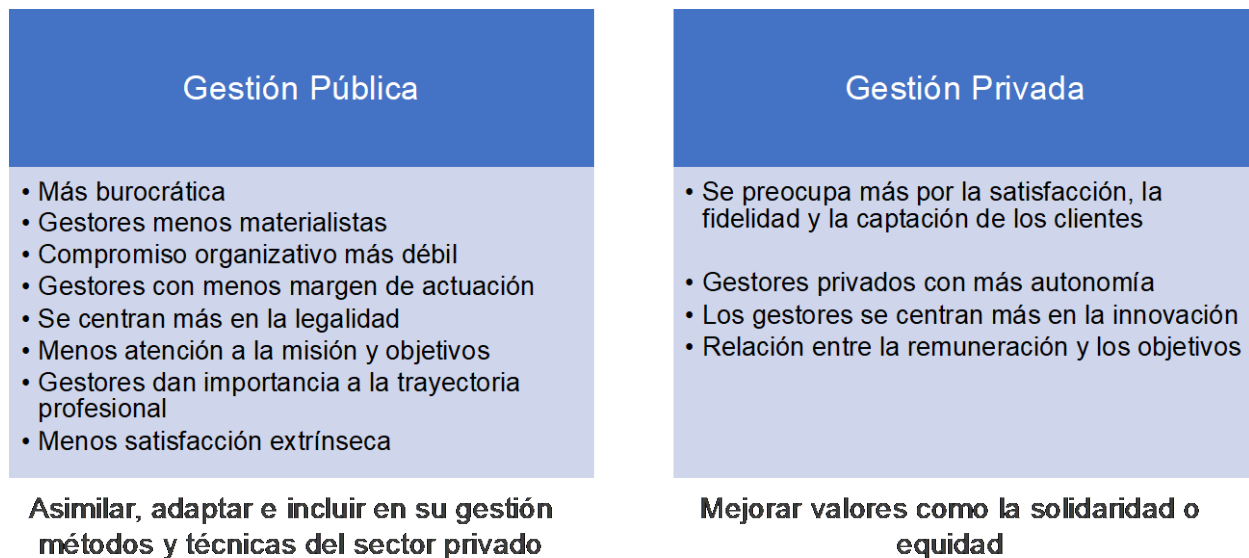 Gestión Pública
• Más burocrática
• Gestores menos materialistas
• Compromiso organizativo más débil
• Gestores con menos margen de actuación
• Se centran más en la legalidad
• Menos atención a la misión y objetivos
• Gestores dan importancia a la trayectoria
profesional
• Menos satisfacción extrínseca
Asimilar, adaptar e incluir en su gestión
métodos y técnicas del sector privado
Gestión Privada
• Se preocupa más por la satisfacción, la
fidelidad y la captación de los clientes
• Gestores privados con más autonomía
• Los gestores se centran más en la innovación
• Relación entre la remuneración y los objetivos
Mejorar valores como la solidaridad o
equidad